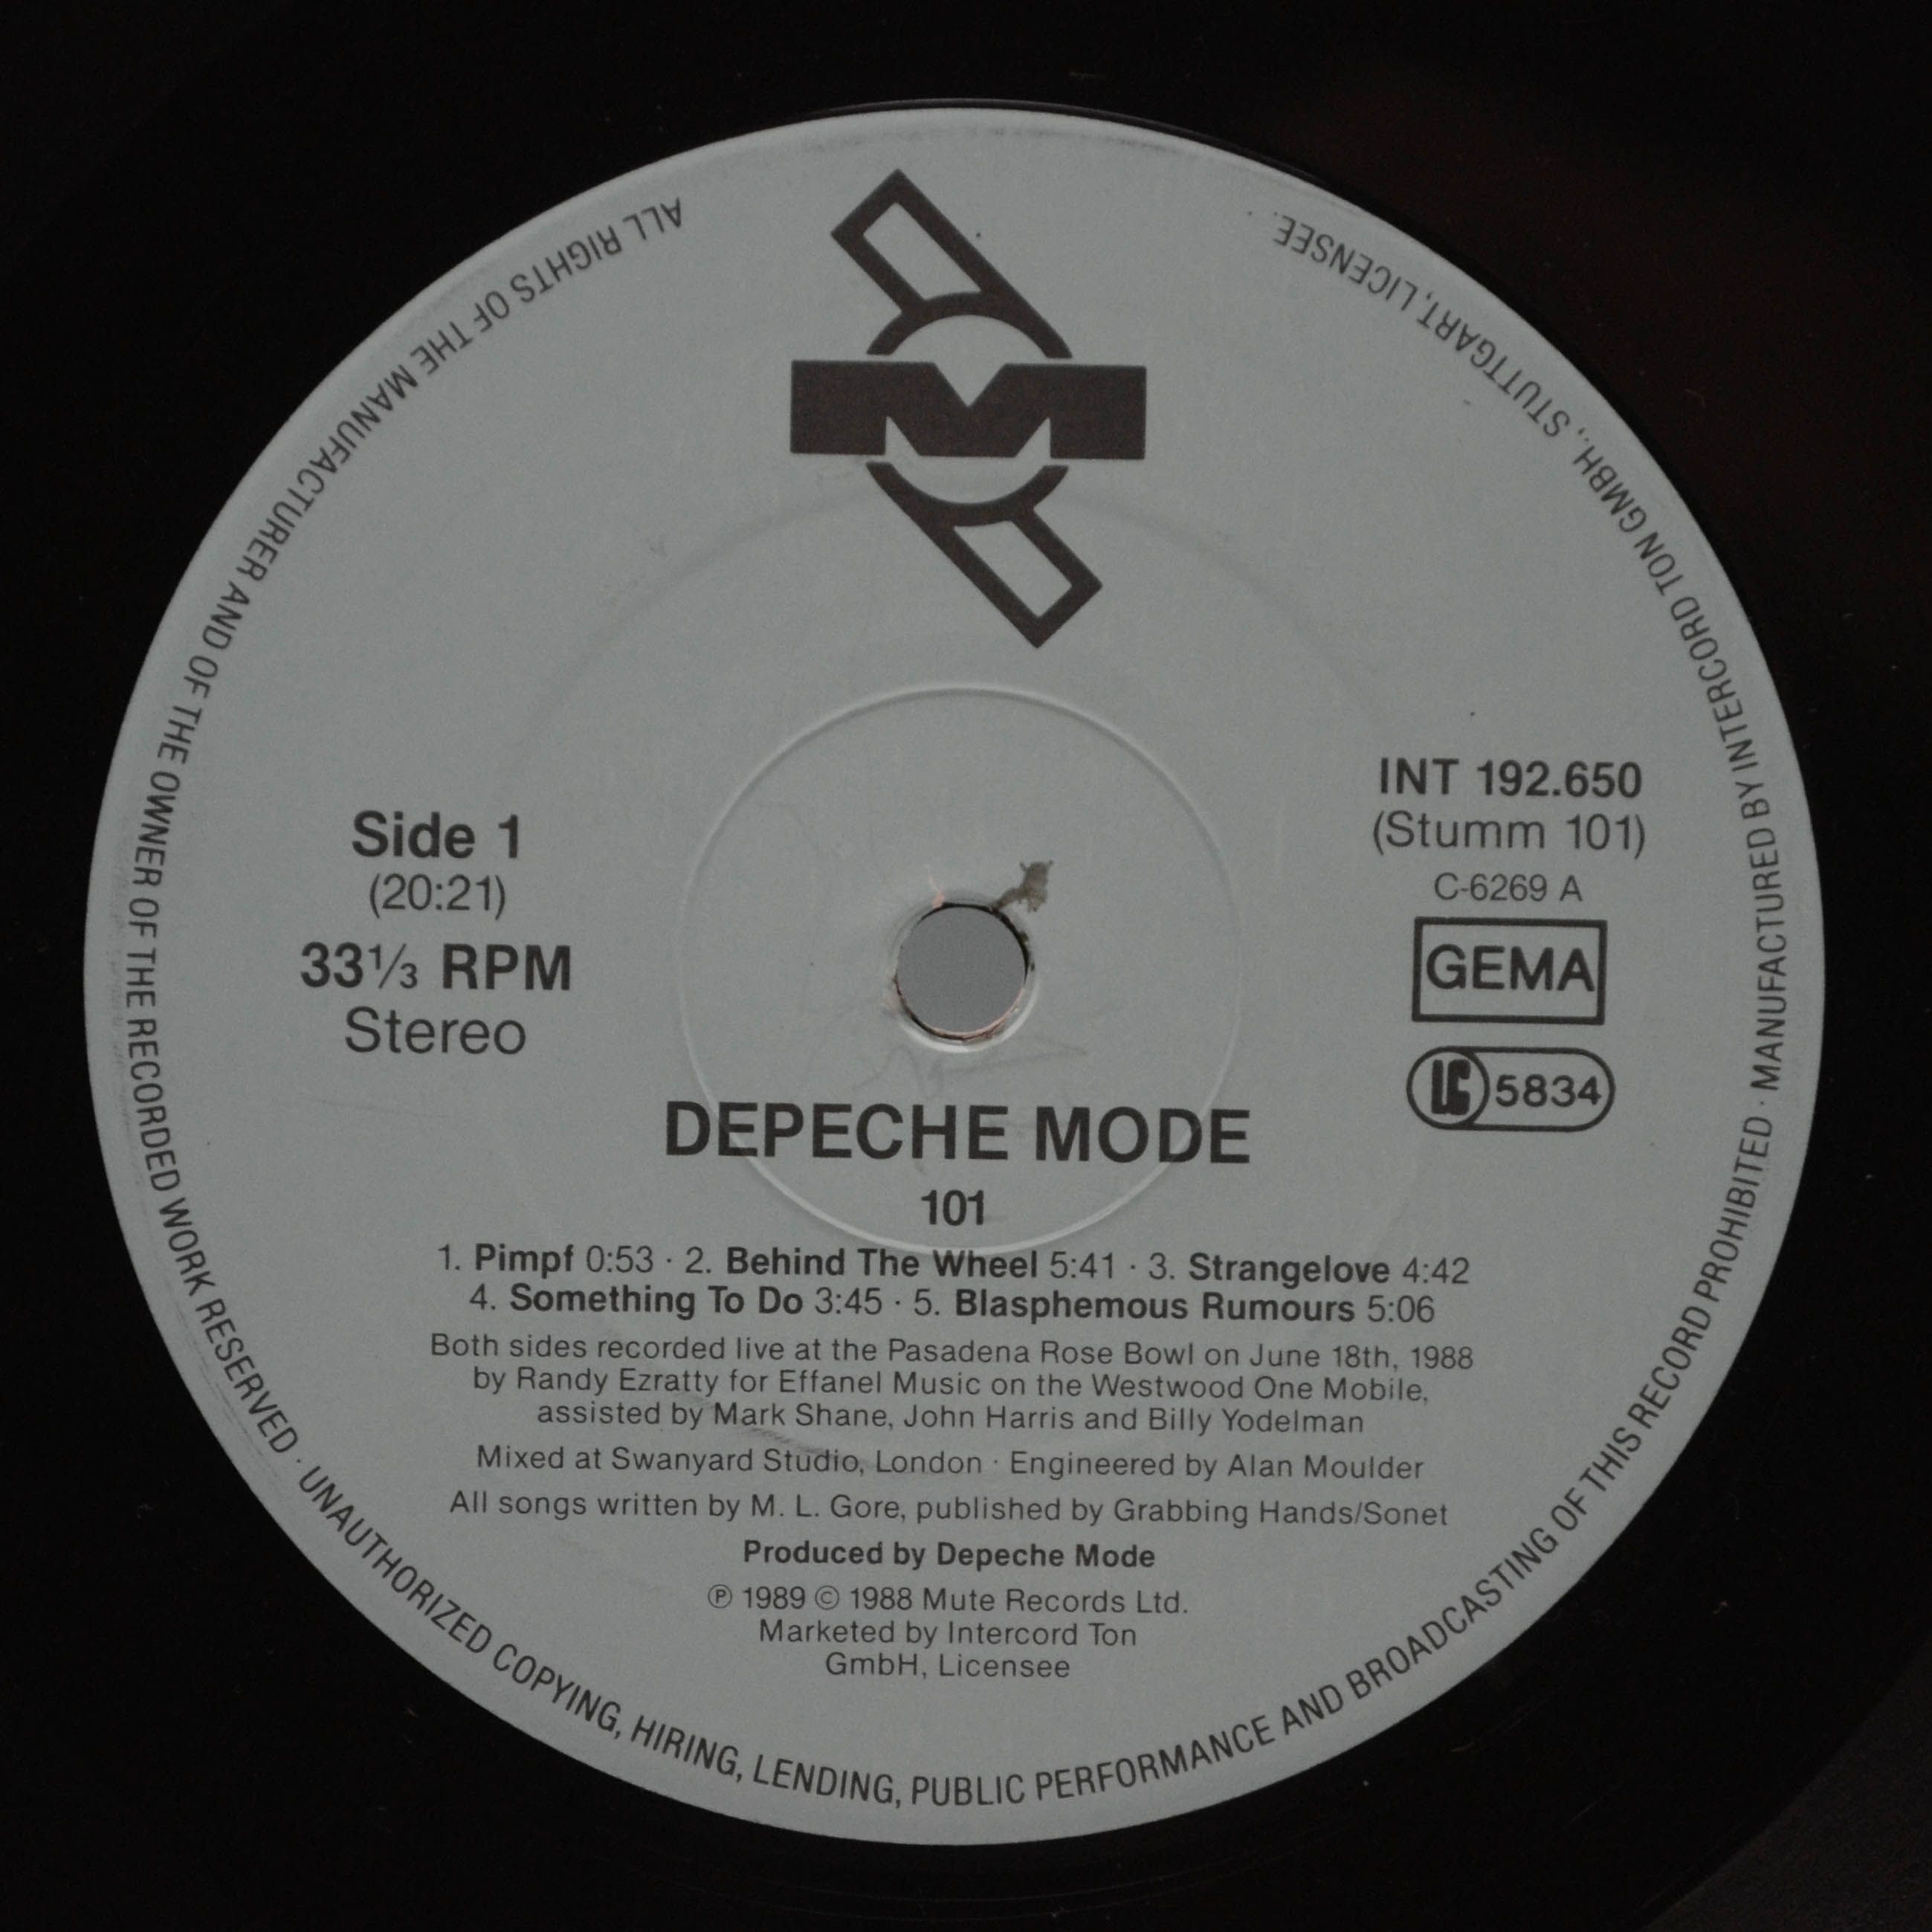 ALL RIGHTS OF THE MANUFACTURER AND OF THE OWNER OF THE RECORDED WORK RESERVED · UNAUTHORIZED COPYING, HIRING, LENDING, PUBLIC PERFORMANCE AND BROADCASTING OF THIS RECORD PROHIBITED · MANUFACTURED BY INTERCORD TON GMBH., STUTTGART, LICENSEE.
M
Side 1
(20:21)
33⅓ RPM
Stereo
INT 192.650
(Stumm 101)
C-6269 A
GEMA
LC 5834
DEPECHE MODE
101
1. Pimpf 0:53 · 2. Behind The Wheel 5:41 · 3. Strangelove 4:42
4. Something To Do 3:45 · 5. Blasphemous Rumours 5:06
Both sides recorded live at the Pasadena Rose Bowl on June 18th, 1988
by Randy Ezratty for Effanel Music on the Westwood One Mobile,
assisted by Mark Shane, John Harris and Billy Yodelman
Mixed at Swanyard Studio, London · Engineered by Alan Moulder
All songs written by M. L. Gore, published by Grabbing Hands/Sonet
Produced by Depeche Mode
℗ 1989 © 1988 Mute Records Ltd.
Marketed by Intercord Ton
GmbH, Licensee